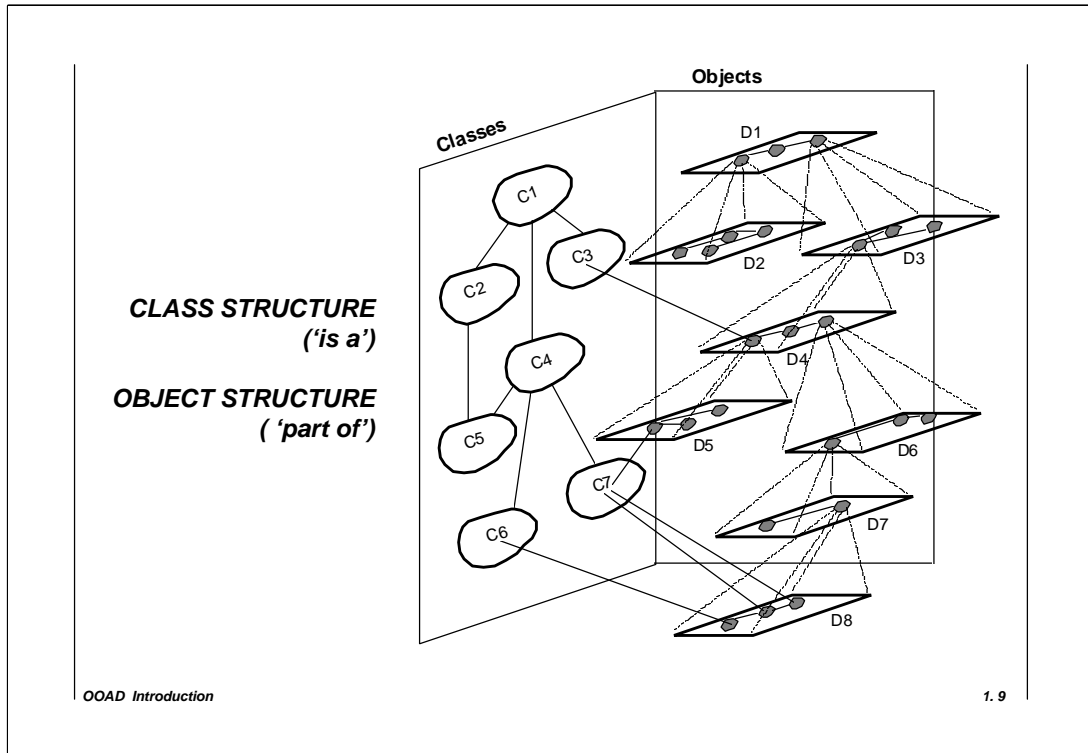 Objects
Classes
D1
C1
C3
D2
D3
C2
CLASS STRUCTURE
(‘is a’)
C4
D4
OBJECT STRUCTURE
( ‘part of’)
C5
D5
D6
C7
C6
D7
D8
OOAD Introduction
1. 9